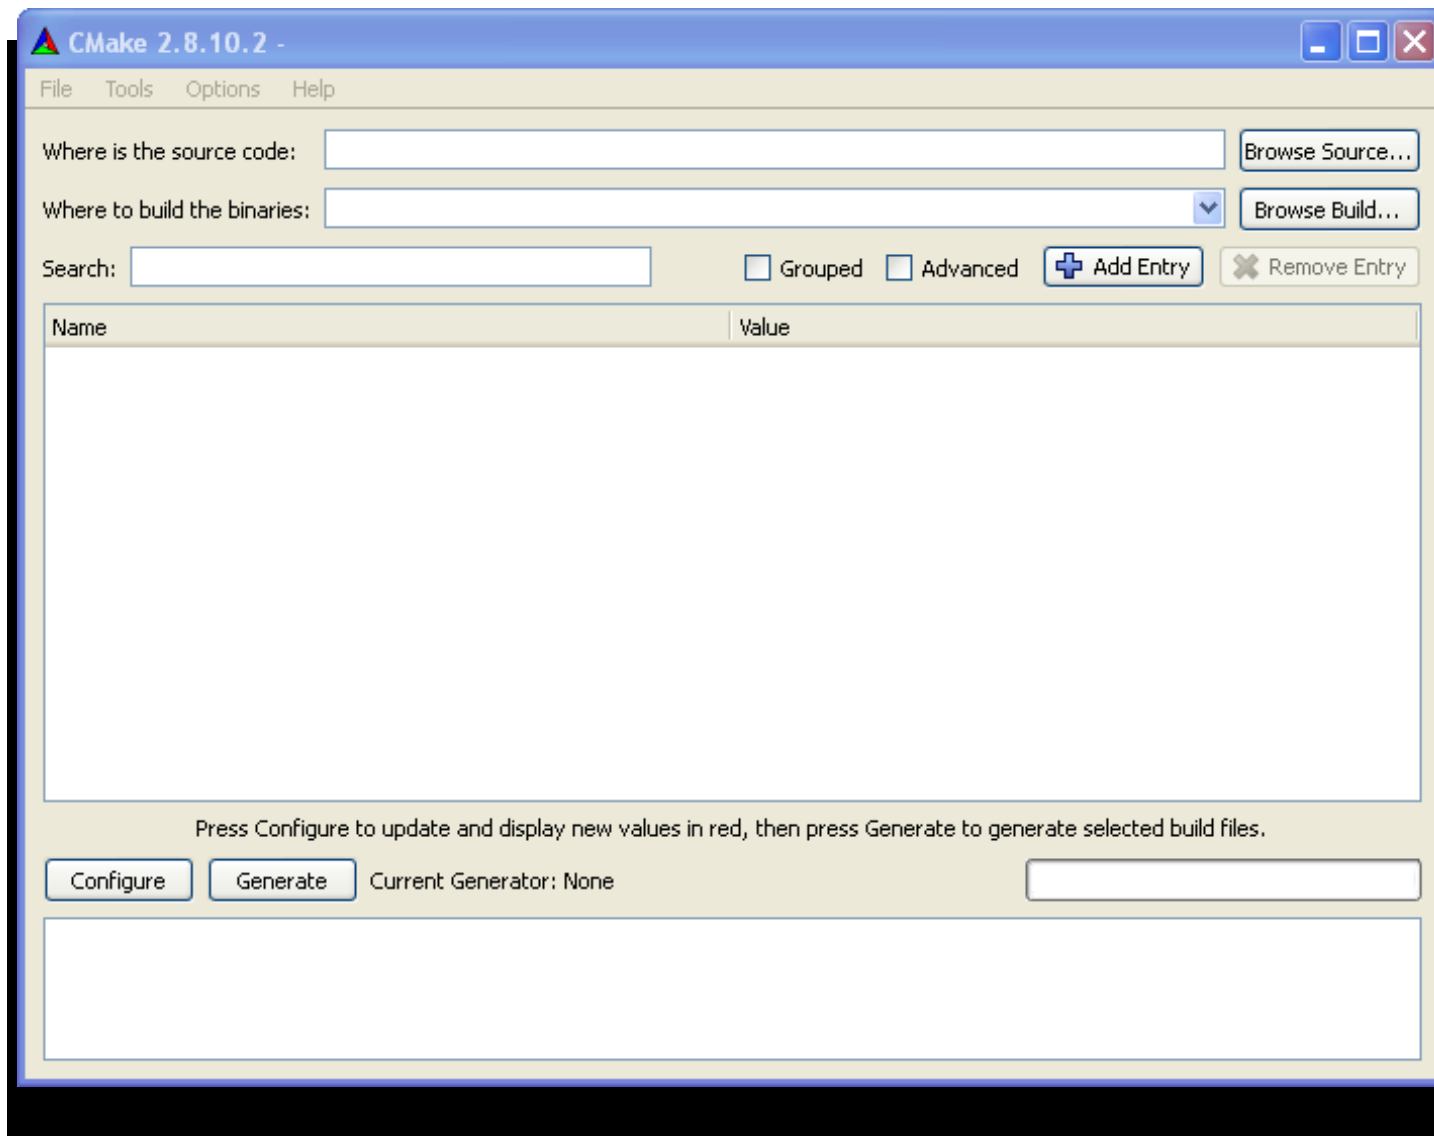 CMake 2.8.10.2 -
File Tools Options Help
Where is the source code: Browse Source...
Where to build the binaries: Browse Build...
Search: Grouped Advanced Add Entry Remove Entry
Name Value
Press Configure to update and display new values in red, then press Generate to generate selected build files.
Configure Generate Current Generator: None